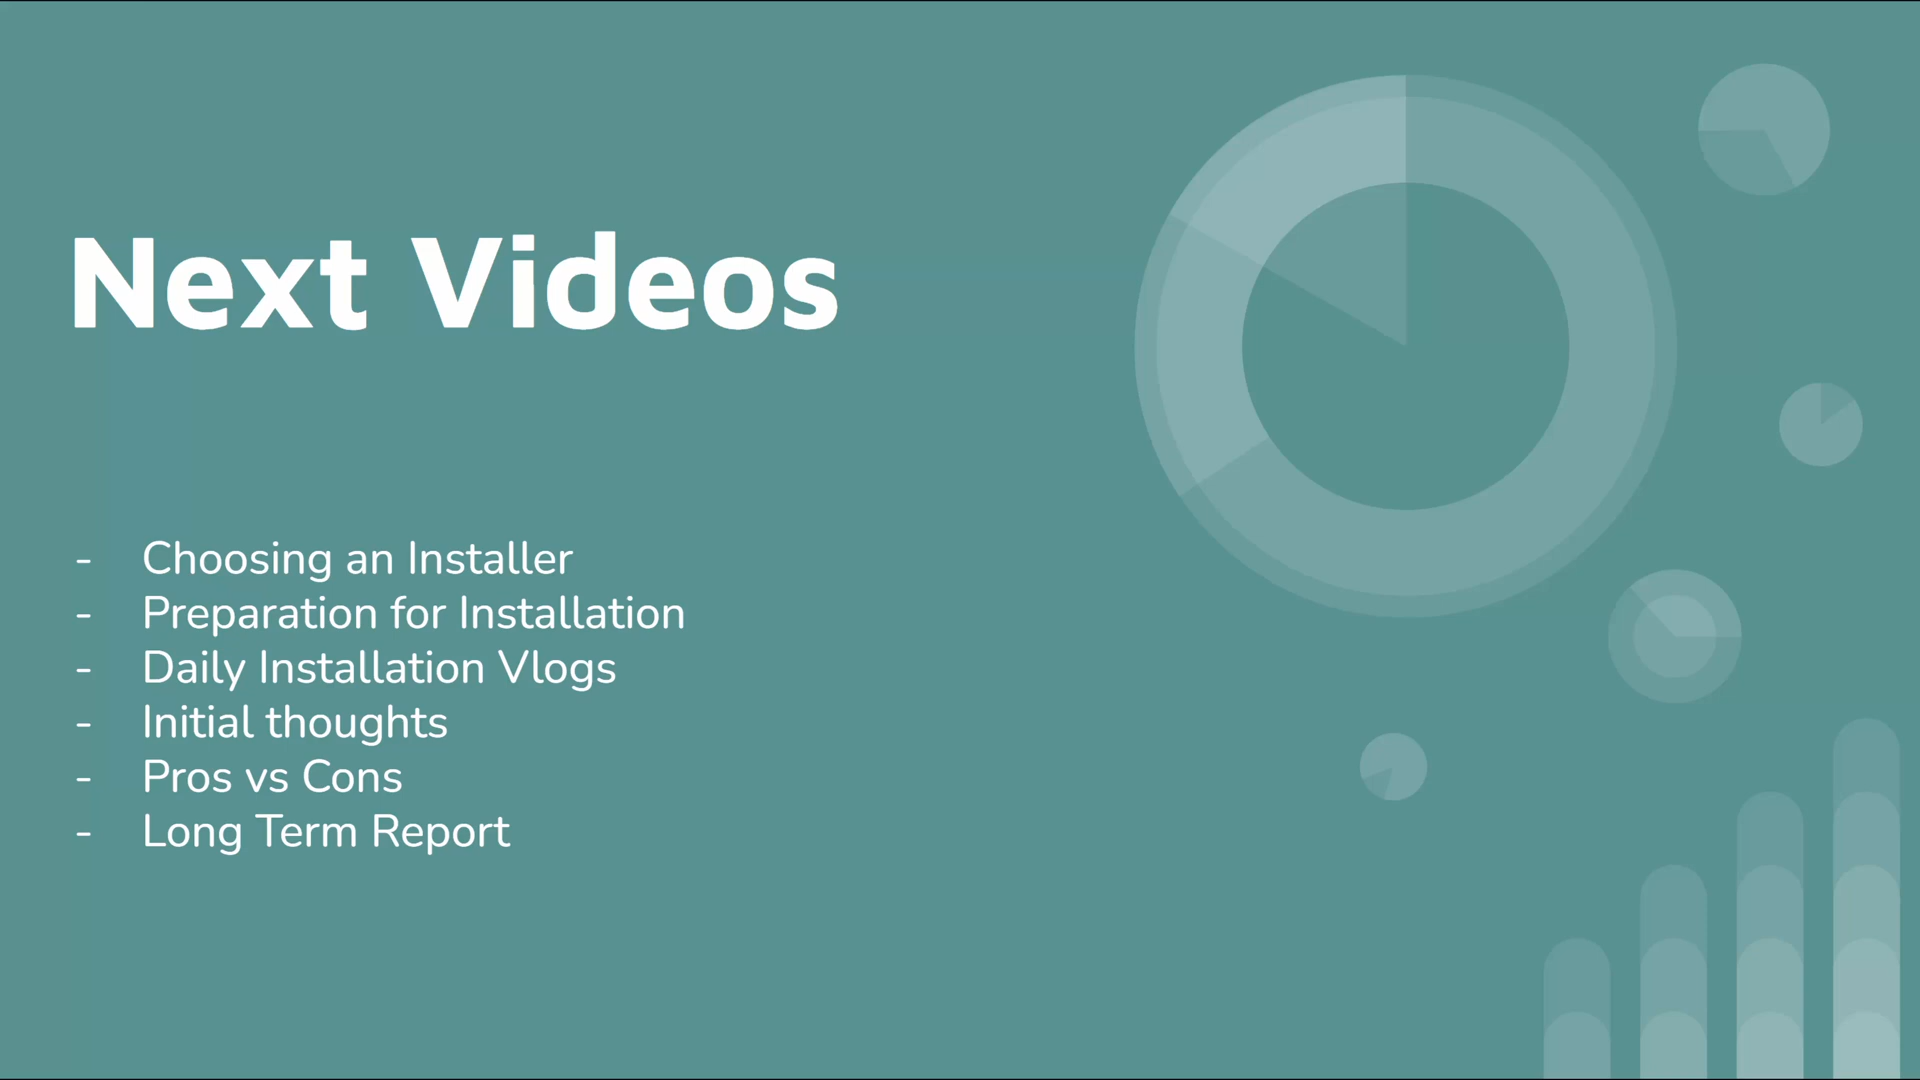 Next Videos
- Choosing an Installer
- Preparation for Installation
- Daily Installation Vlogs
- Initial thoughts
- Pros vs Cons
- Long Term Report